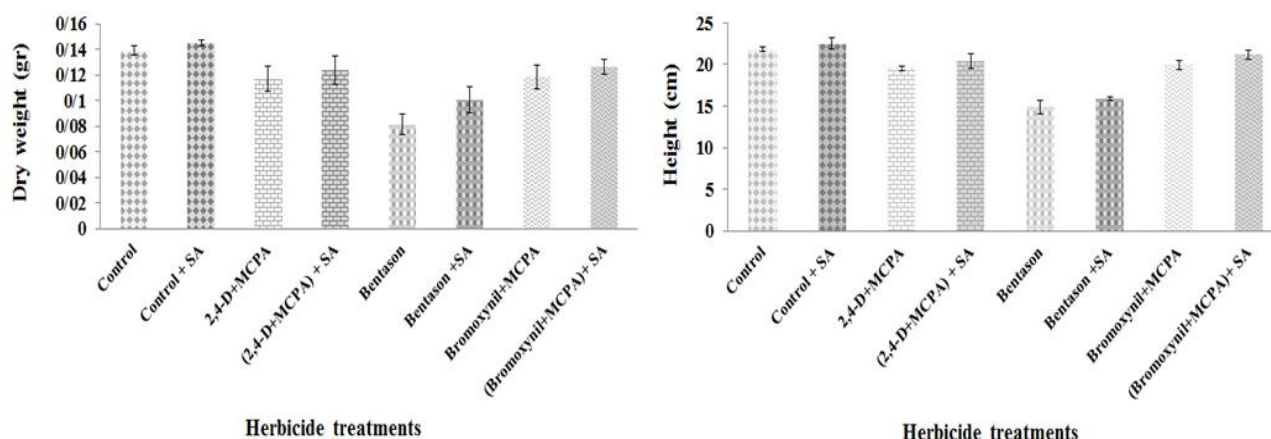 Dry weight (gr)
0/16
0/14
0/12
0/1
0/08
0/06
0/04
0/02
0
Control
Control + SA
2,4-D+MCPA
(2,4-D+MCPA) + SA
Bentason
Bentason +SA
Bromoxynil+MCPA
(Bromoxynil+MCPA)+ SA
Herbicide treatments
Height (cm)
25
20
15
10
5
0
Control
Control + SA
2,4-D+MCPA
(2,4-D+MCPA) + SA
Bentason
Bentason +SA
Bromoxynil+MCPA
(Bromoxynil+MCPA)+ SA
Herbicide treatments